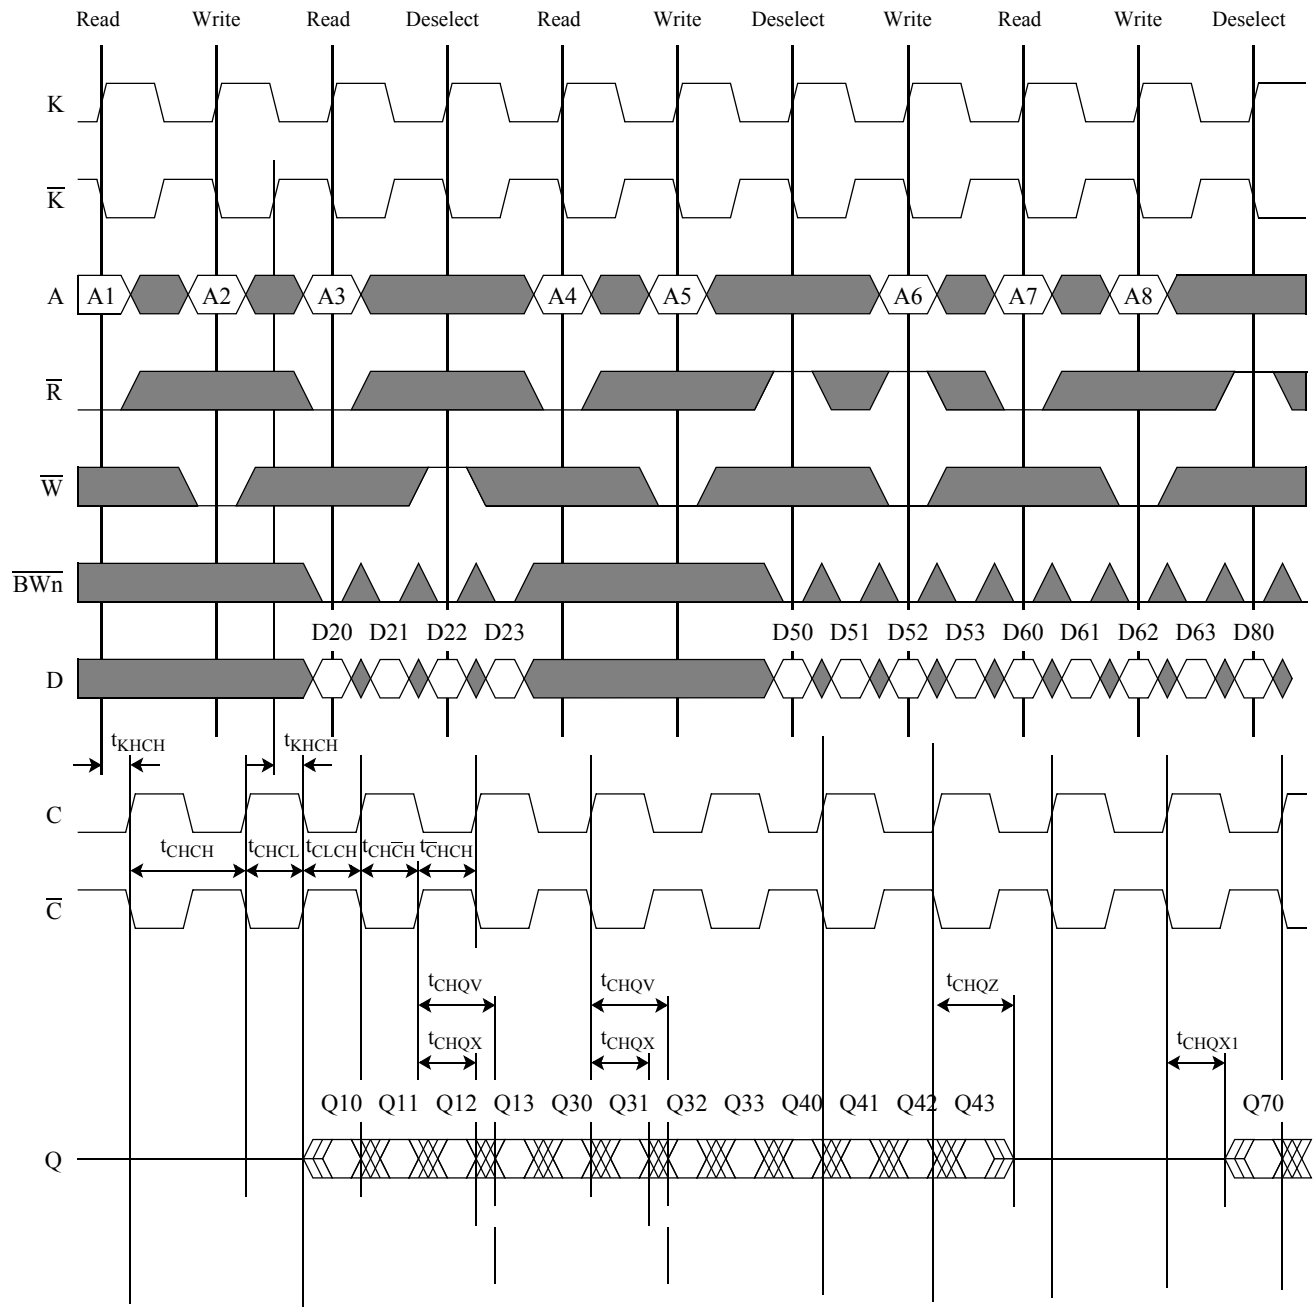 Read Write Read Deselect Read Write Deselect Write Read Write Deselect
K
K̅
A A1 A2 A3 A4 A5 A6 A7 A8
R̅
W̅
B̅W̅n̅
D20 D21 D22 D23 D50 D51 D52 D53 D60 D61 D62 D63 D80
D
tKHCH tKHCH
C
tCHCH tCHCL tCLCH tCHC̅H tC̅HCH
C̅
tCHQV tCHQV tCHQZ
tCHQX tCHQX tCHQX1
Q10 Q11 Q12 Q13 Q30 Q31 Q32 Q33 Q40 Q41 Q42 Q43 Q70
Q